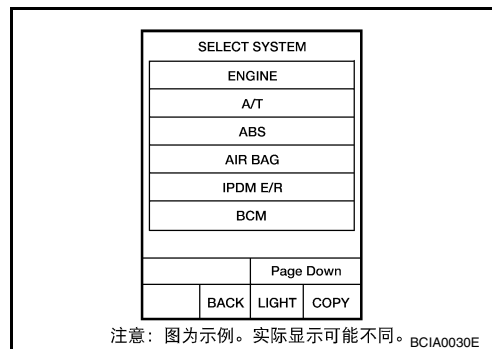 SELECT SYSTEM
ENGINE
A/T
ABS
AIR BAG
IPDM E/R
BCM
Page Down
BACK LIGHT COPY
注意：图为示例。实际显示可能不同。 BCIA0030E